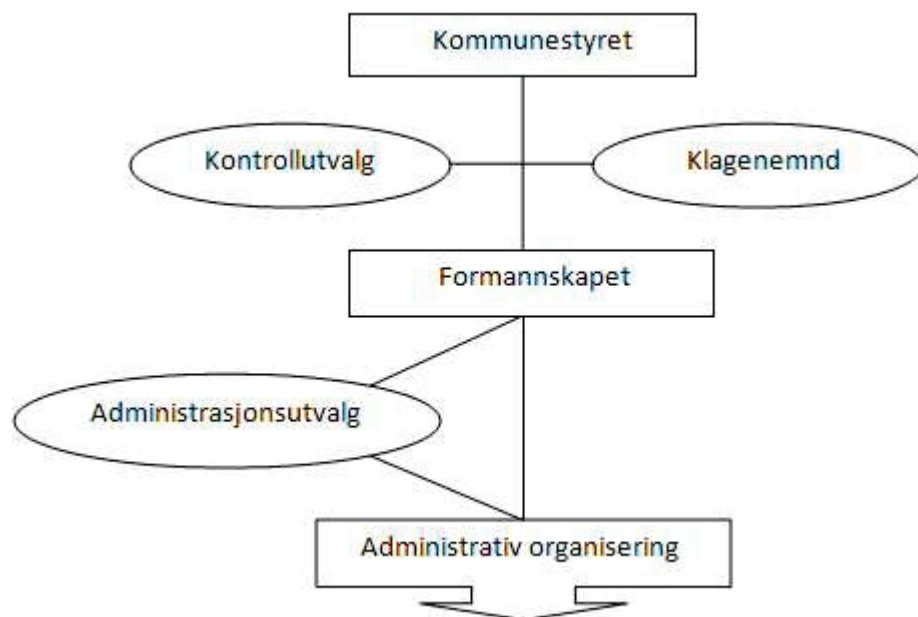 Kommunestyret
Kontrollutvalg
Klagenemnd
Formannskapet
Administrasjonsutvalg
Administrativ organisering